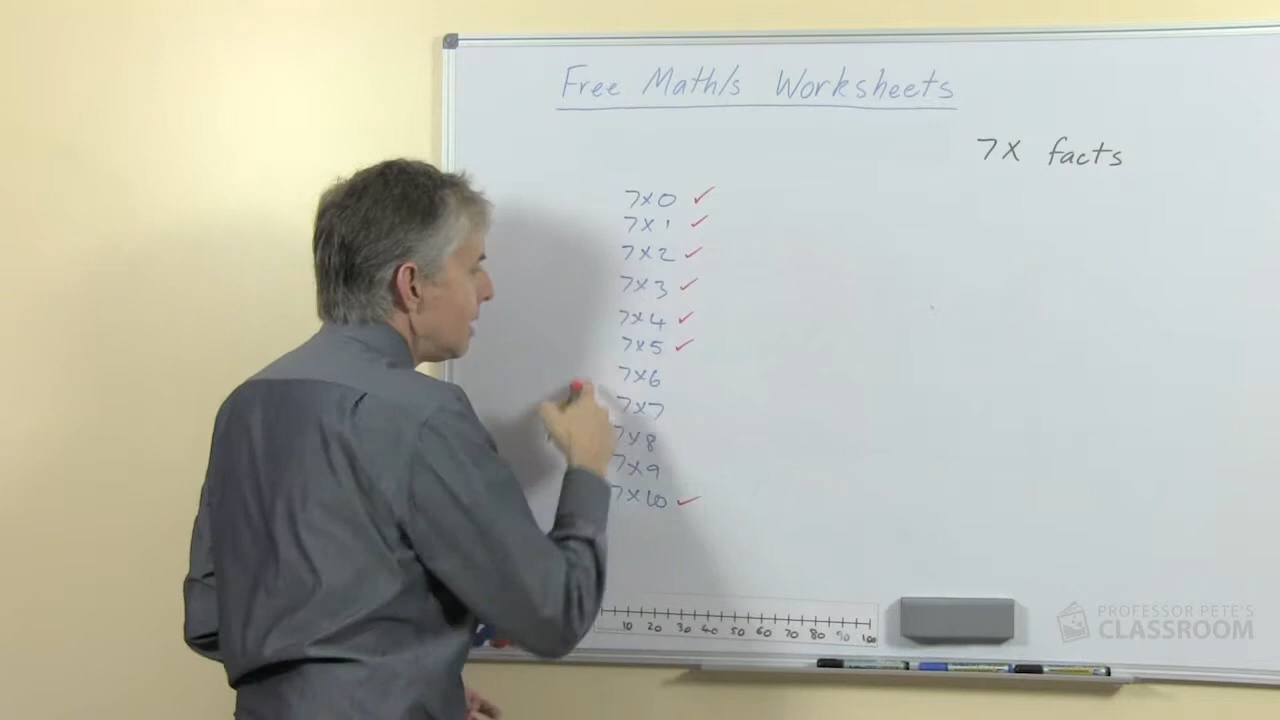 Free Math/s Worksheets
7X facts
7x0 ✓
7x1 ✓
7x2 ✓
7x3 ✓
7x4 ✓
7x5 ✓
7x6
7x7
7x8
7x9
7x10 ✓
10 20 30 40 50 60 70 80 90 100
PROFESSOR PETE'S
CLASSROOM